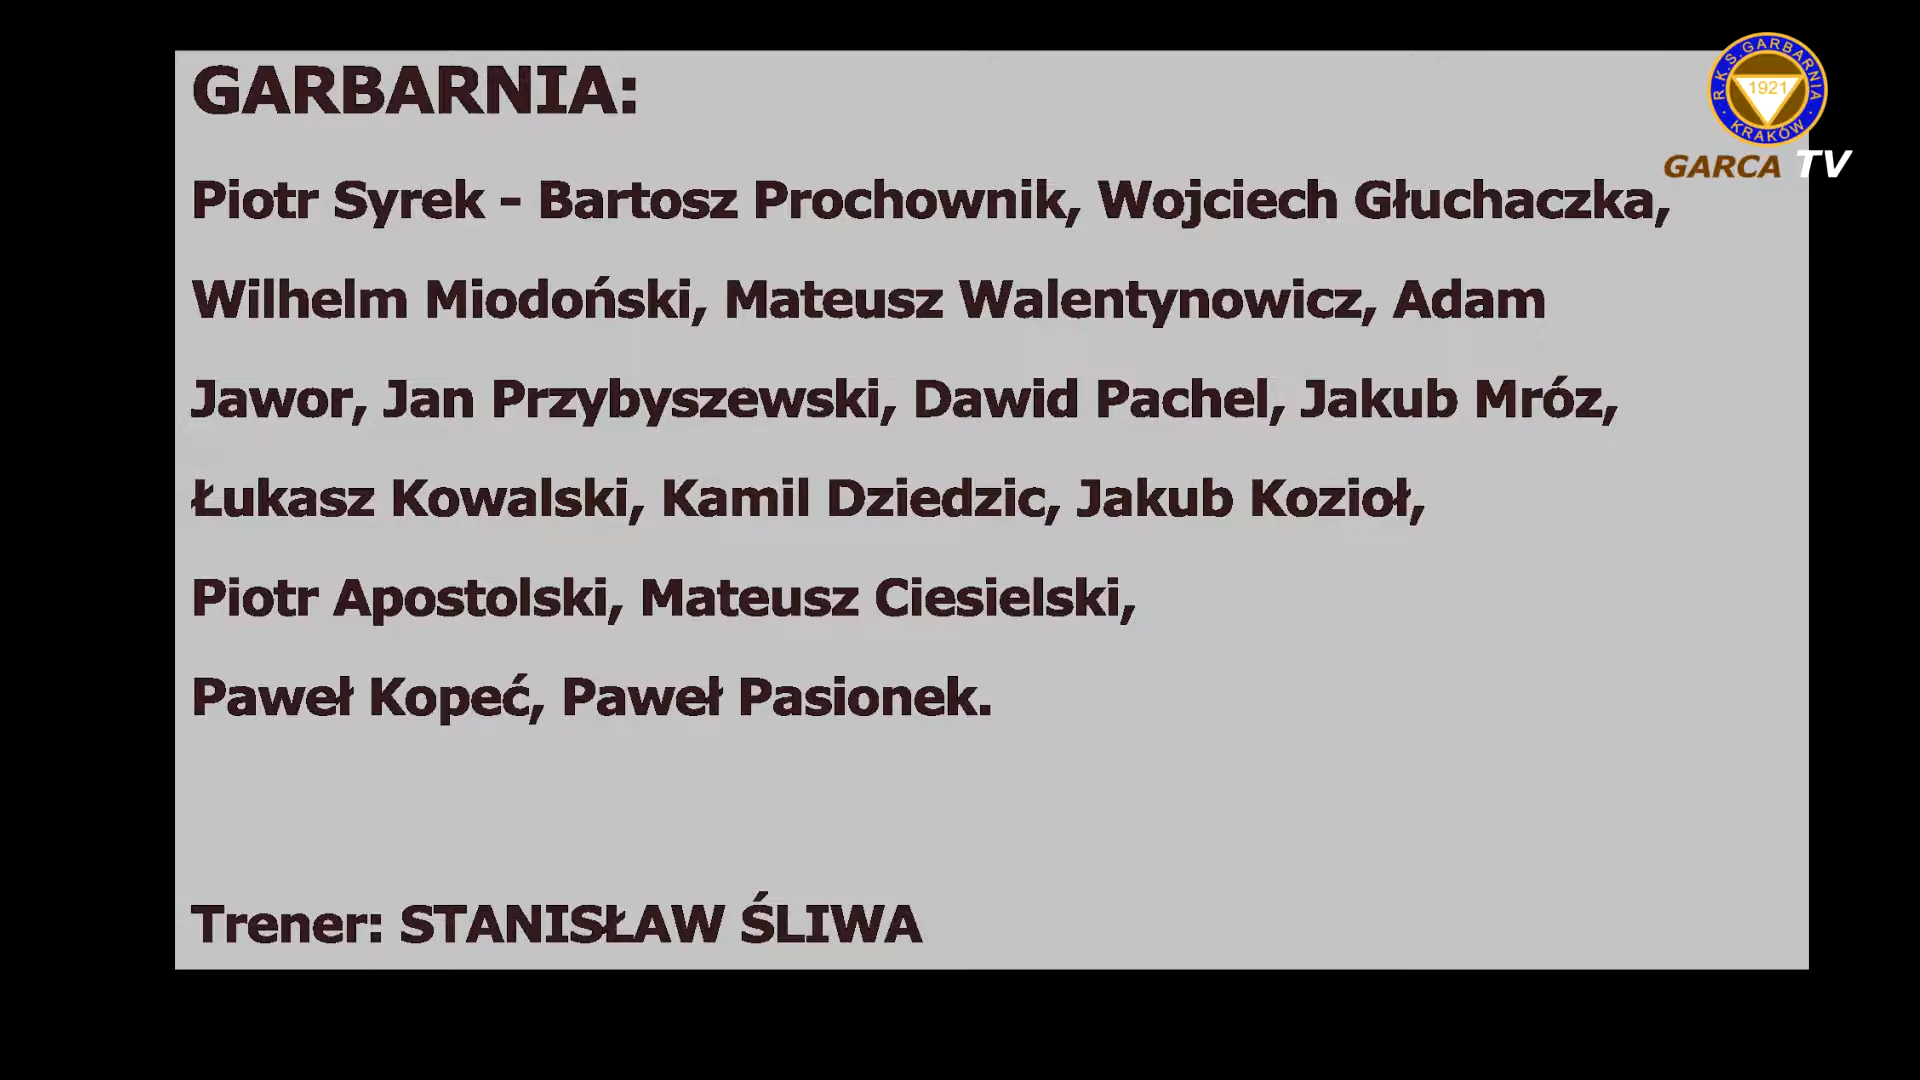 GARBARNIA:
R.K.S. GARBARNIA
1921
KRAKÓW
GARCA TV
Piotr Syrek - Bartosz Prochownik, Wojciech Głuchaczka,
Wilhelm Miodoński, Mateusz Walentynowicz, Adam
Jawor, Jan Przybyszewski, Dawid Pachel, Jakub Mróz,
Łukasz Kowalski, Kamil Dziedzic, Jakub Kozioł,
Piotr Apostolski, Mateusz Ciesielski,
Paweł Kopeć, Paweł Pasionek.
Trener: STANISŁAW ŚLIWA